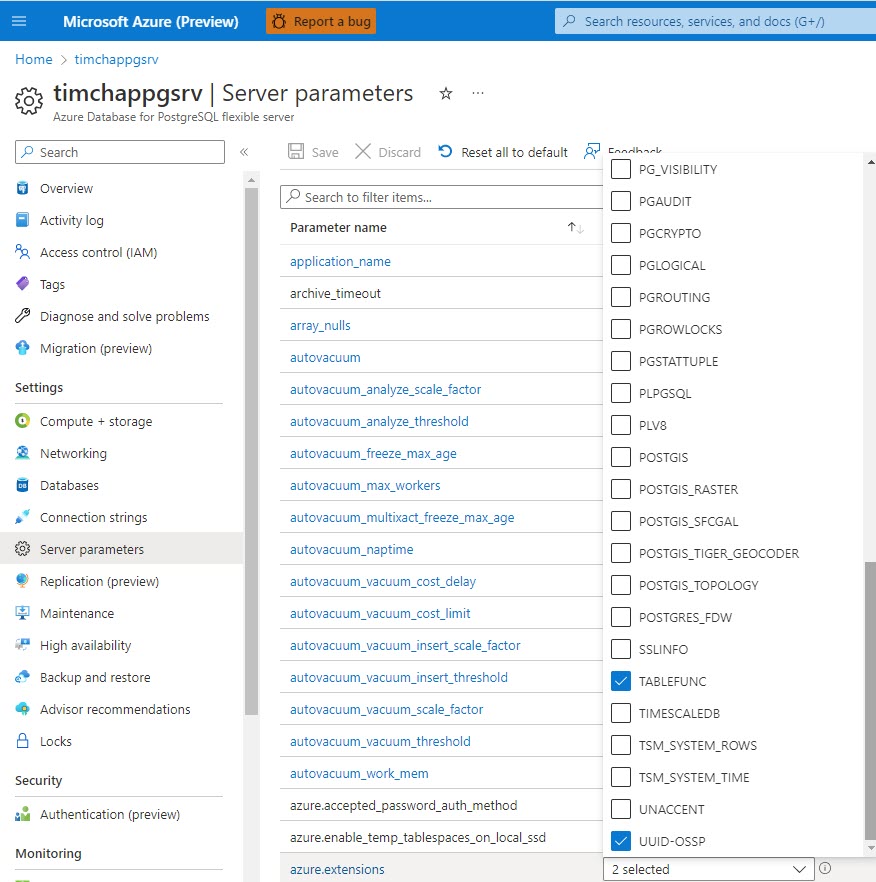 Microsoft Azure (Preview)
Report a bug
Search resources, services, and docs (G+/)
Home > timchappgsrv
timchappgsrv | Server parameters
Azure Database for PostgreSQL flexible server
Search
Overview
Activity log
Access control (IAM)
Tags
Diagnose and solve problems
Migration (preview)
Settings
Compute + storage
Networking
Databases
Connection strings
Server parameters
Replication (preview)
Maintenance
High availability
Backup and restore
Advisor recommendations
Locks
Security
Authentication (preview)
Monitoring
Save
Discard
Reset all to default
Feedback
Search to filter items...
Parameter name
application_name
archive_timeout
array_nulls
autovacuum
autovacuum_analyze_scale_factor
autovacuum_analyze_threshold
autovacuum_freeze_max_age
autovacuum_max_workers
autovacuum_multixact_freeze_max_age
autovacuum_naptime
autovacuum_vacuum_cost_delay
autovacuum_vacuum_cost_limit
autovacuum_vacuum_insert_scale_factor
autovacuum_vacuum_insert_threshold
autovacuum_vacuum_scale_factor
autovacuum_vacuum_threshold
autovacuum_work_mem
azure.accepted_password_auth_method
azure.enable_temp_tablespaces_on_local_ssd
azure.extensions
PG_VISIBILITY
PGAUDIT
PGCRYPTO
PGLOGICAL
PGROUTING
PGROWLOCKS
PGSTATTUPLE
PLPGSQL
PLV8
POSTGIS
POSTGIS_RASTER
POSTGIS_SFCGAL
POSTGIS_TIGER_GEOCODER
POSTGIS_TOPOLOGY
POSTGRES_FDW
SSLINFO
TABLEFUNC
TIMESCALEDB
TSM_SYSTEM_ROWS
TSM_SYSTEM_TIME
UNACCENT
UUID-OSSP
2 selected